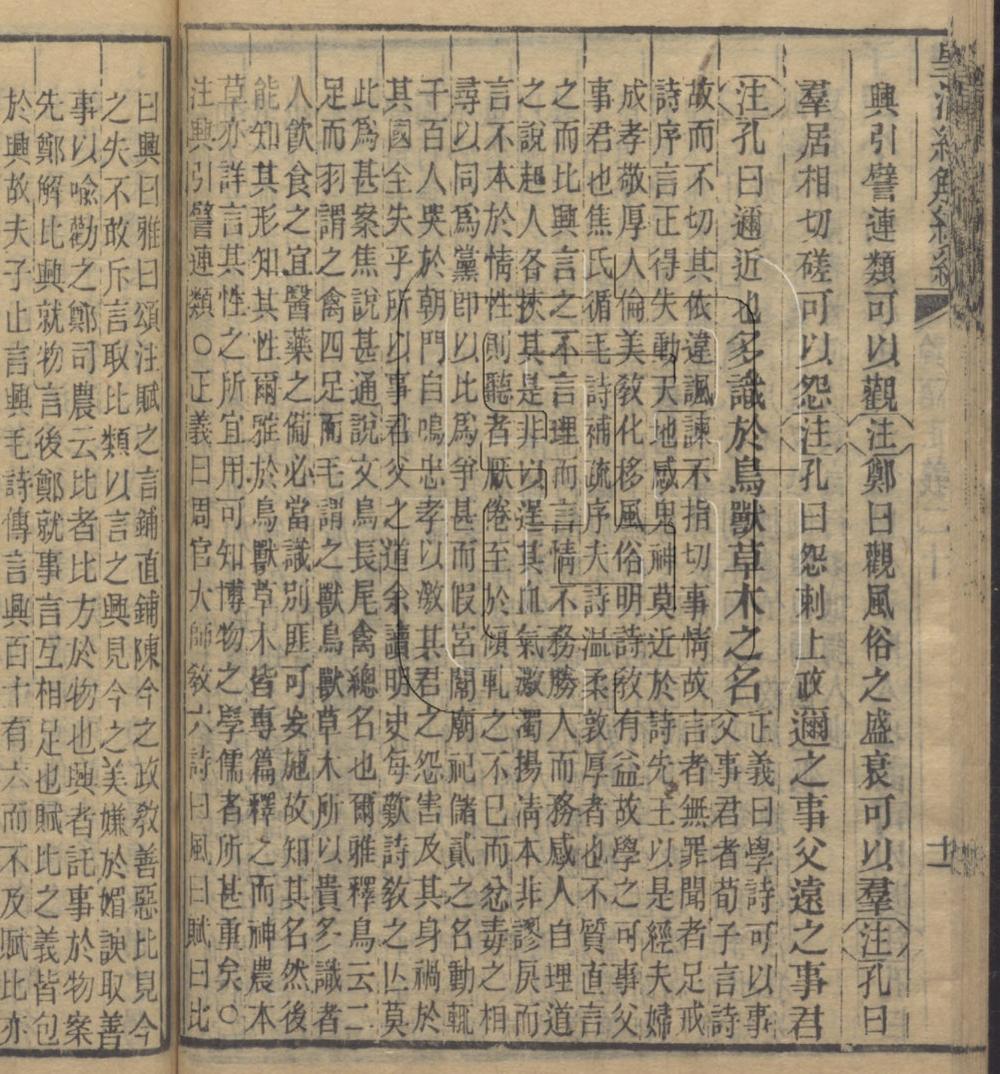 興引譬連類可以觀注鄭曰觀風俗之盛衰可以羣注孔曰
羣居相切磋可以怨注孔曰怨刺上政邇之事父遠之事君
注孔曰邇近也多識於鳥獸草木之名正義曰學詩可以事
父事君者荀子言詩
故而不切其依違諷諫不指切事情故言者無罪聞者足戒
詩序言正得失動天地感鬼神莫近於詩先王以是經夫婦
成孝敬厚人倫美敎化移風俗明詩敎有益故學之可事父
事君也焦氏循毛詩補疏序夫詩溫柔敦厚者也不質直言
之而比興言之不言理而言情不務勝人而務感人自理道
之說起人各挾其是非以逞其血氣激濁揚淸本非謬戾而
言不本於情性則聽者厭倦至於傾軋之不已而忿毒之相
尋以同爲黨卽以比爲爭甚而假宮闈廟祀儲貳之名動輒
千百人哭於朝門自鳴忠孝以激其君之怨害及其身禍於
其國全失乎所以事君父之道余讀明史每歎詩敎之亾莫
此爲甚案焦說甚通說文鳥長尾禽總名也爾雅釋鳥云二
足而羽謂之禽四足而毛謂之獸鳥獸草木所以貴多識者
人飮食之宜醫藥之備必當識別匪可妄施故知其名然後
能知其形知其性爾雅於鳥獸草木皆專篇釋之而神農本
草亦詳言其性之所宜用可知博物之學儒者所甚重矣○
注興引譬連類○正義曰周官大師敎六詩曰風曰賦曰比
曰興曰雅曰頌注賦之言鋪直鋪陳今之政敎善惡比見今
之失不敢斥言取比類以言之興見今之美嫌於媚諛取善
事以喩勸之鄭司農云比者比方於物也興者託事於物案
先鄭解比興就物言後鄭就事言互相足也賦比之義皆包
於興故夫子止言興毛詩傳言興百十有六而不及賦比亦